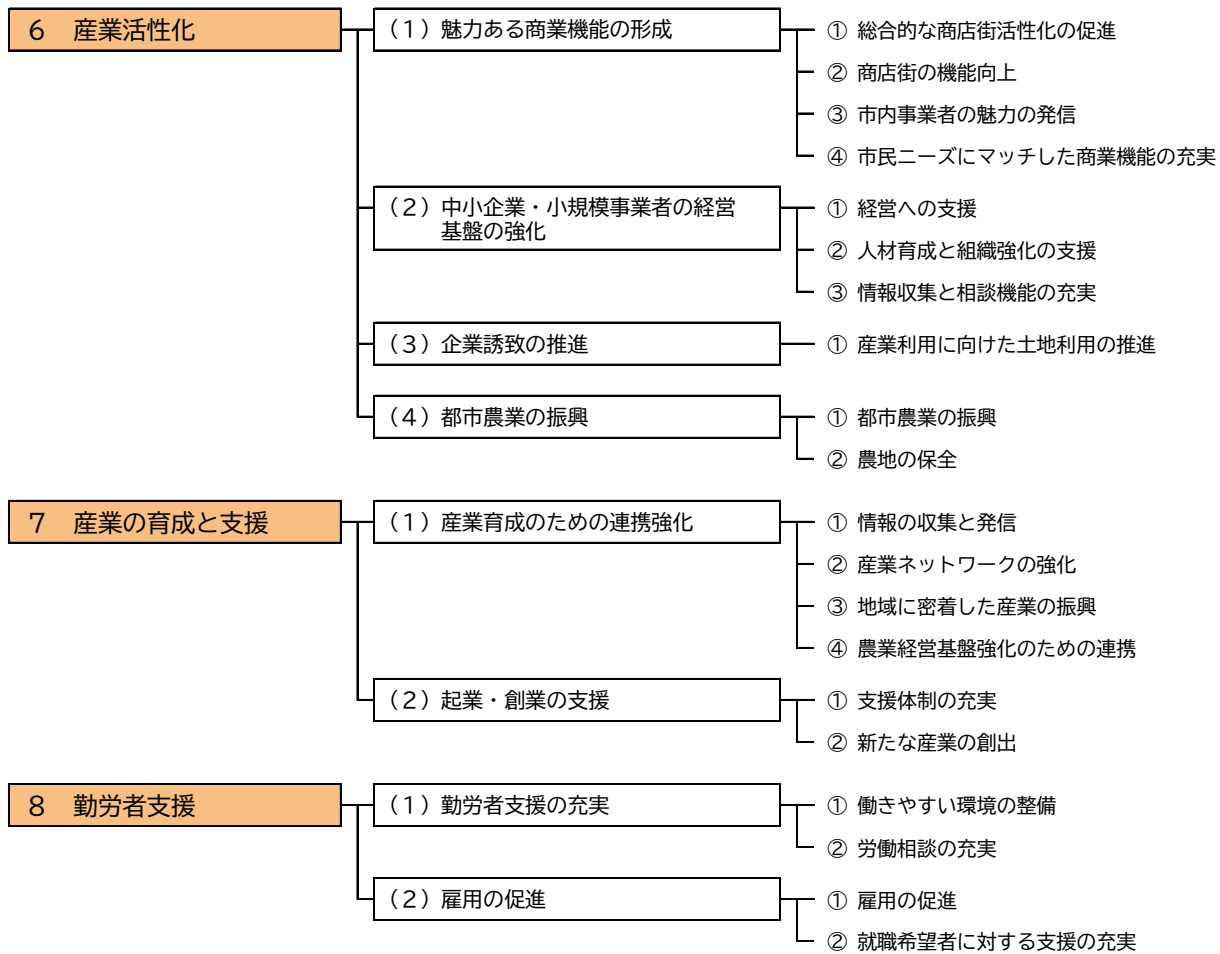 6　産業活性化
（１）魅力ある商業機能の形成
① 総合的な商店街活性化の促進
② 商店街の機能向上
③ 市内事業者の魅力の発信
④ 市民ニーズにマッチした商業機能の充実
（２）中小企業・小規模事業者の経営
基盤の強化
① 経営への支援
② 人材育成と組織強化の支援
③ 情報収集と相談機能の充実
（３）企業誘致の推進
① 産業利用に向けた土地利用の推進
（４）都市農業の振興
① 都市農業の振興
② 農地の保全
7　産業の育成と支援
（１）産業育成のための連携強化
① 情報の収集と発信
② 産業ネットワークの強化
③ 地域に密着した産業の振興
④ 農業経営基盤強化のための連携
（２）起業・創業の支援
① 支援体制の充実
② 新たな産業の創出
8　勤労者支援
（１）勤労者支援の充実
① 働きやすい環境の整備
② 労働相談の充実
（２）雇用の促進
① 雇用の促進
② 就職希望者に対する支援の充実